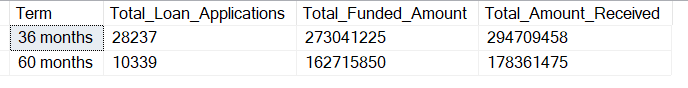 Term Total_Loan_Applications Total_Funded_Amount Total_Amount_Received
36 months 28237 273041225 294709458
60 months 10339 162715850 178361475